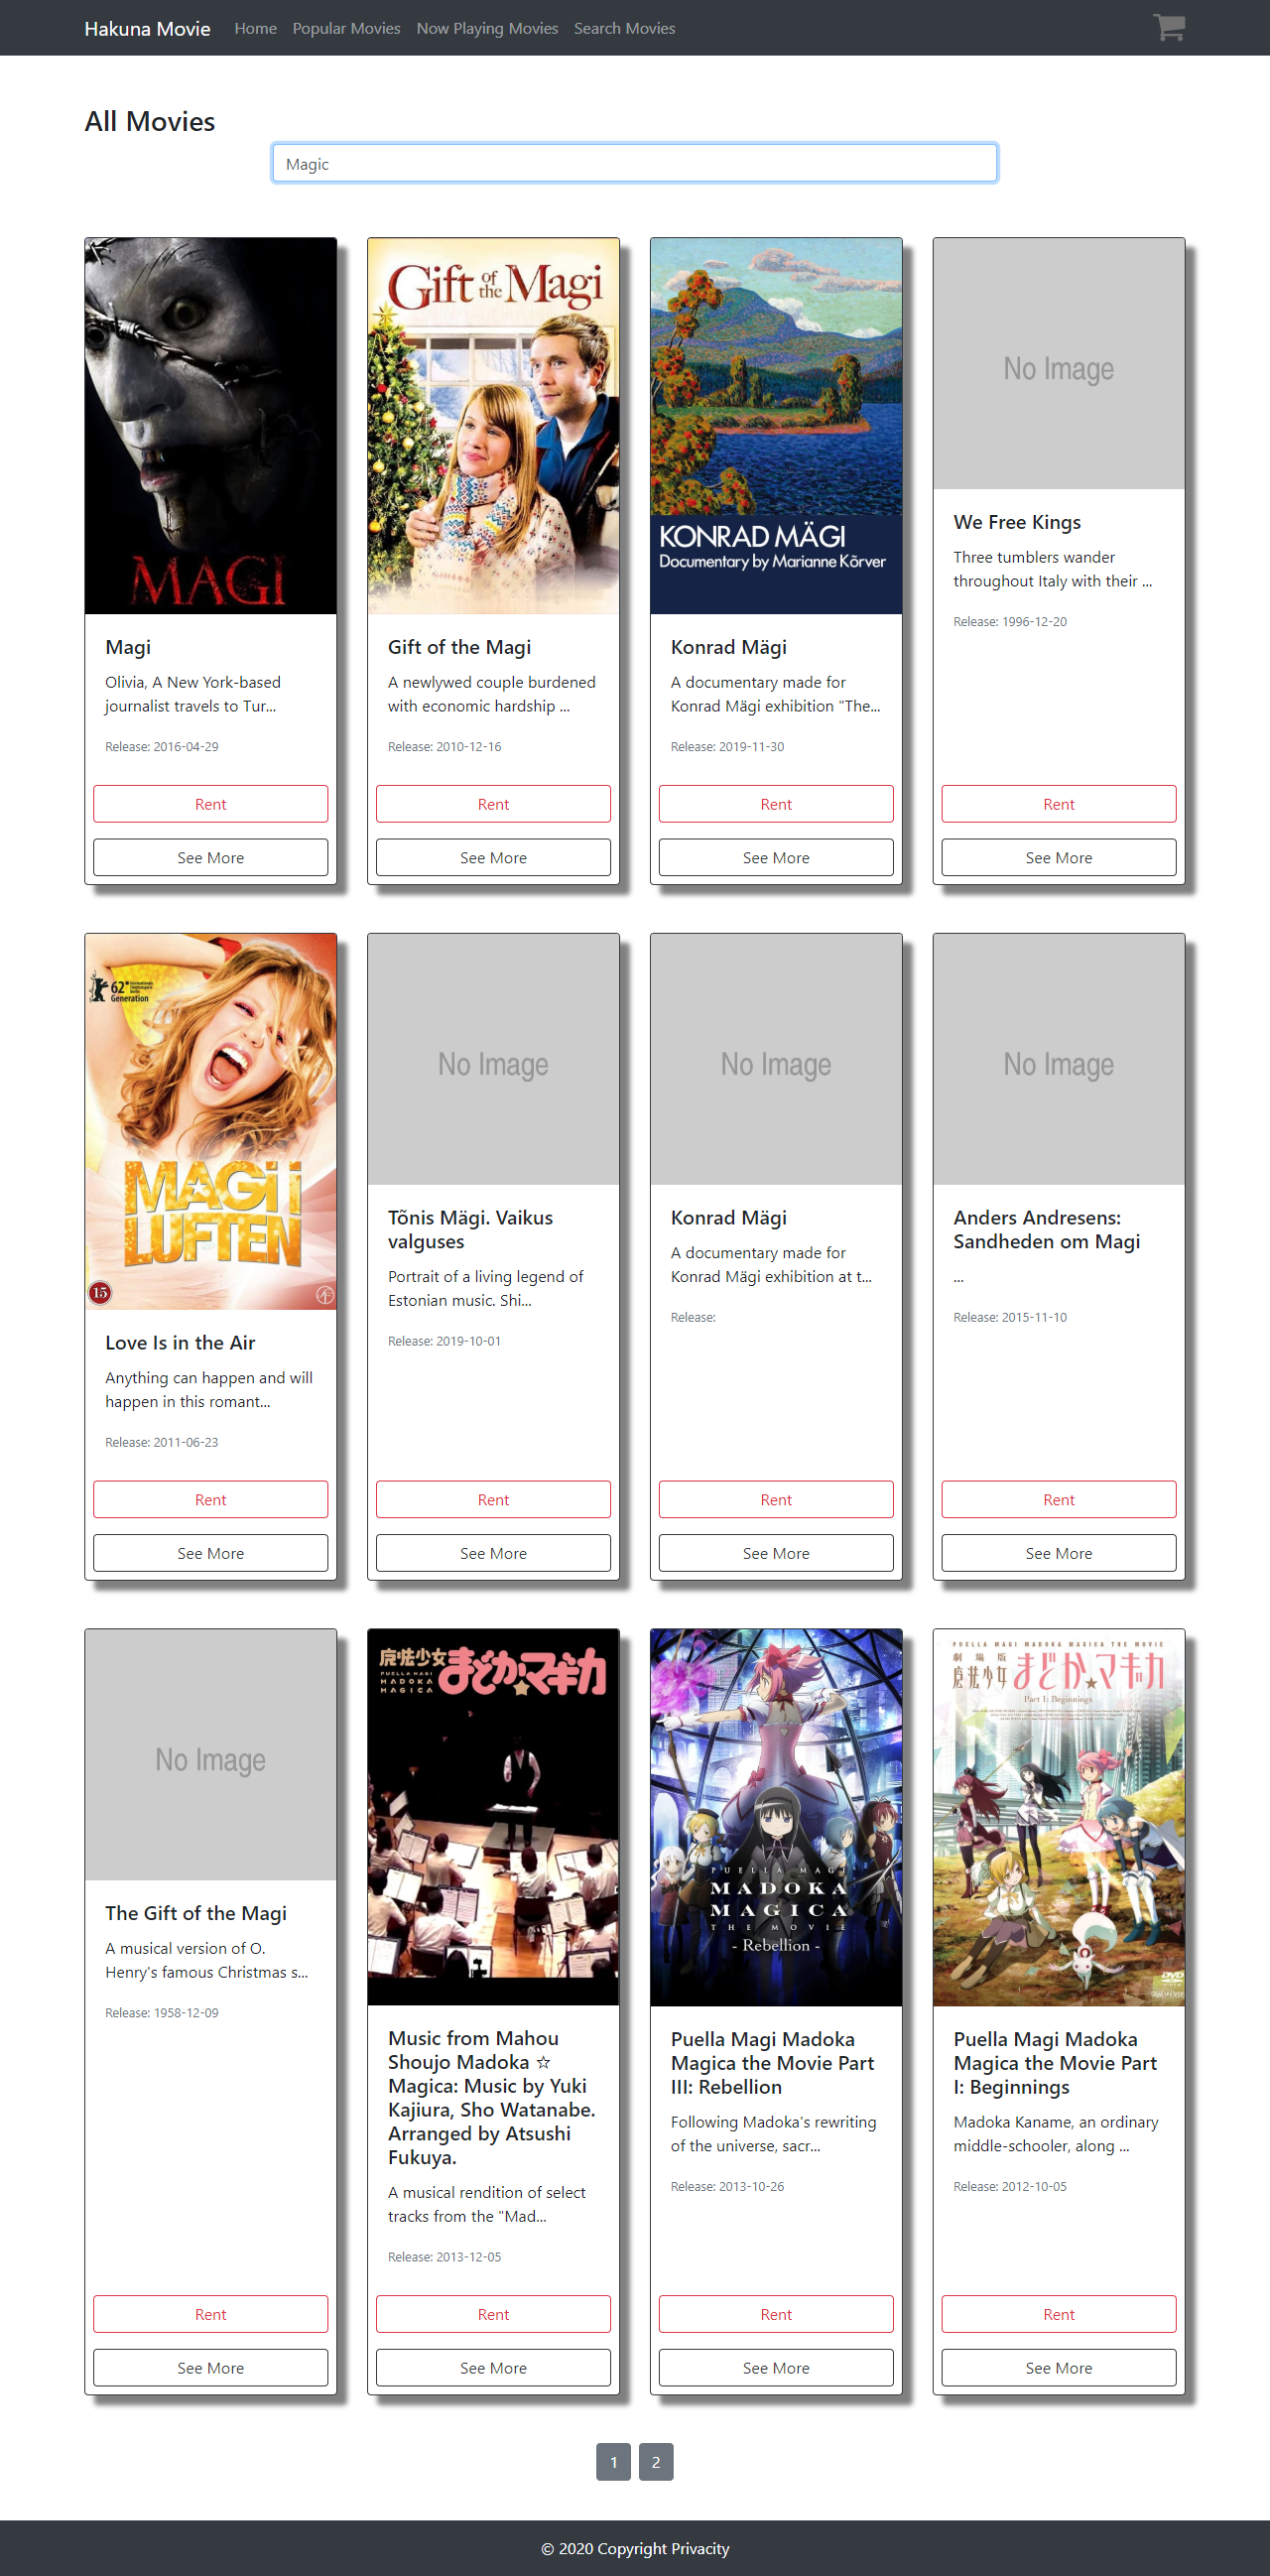 Hakuna Movie Home Popular Movies Now Playing Movies Search Movies
All Movies
Magic
MAGI
Magi
Olivia, A New York-based
journalist travels to Tur...
Release: 2016-04-29
Rent
See More
Gift of the Magi
Gift of the Magi
A newlywed couple burdened
with economic hardship ...
Release: 2010-12-16
Rent
See More
KONRAD MÄGI
Documentary by Marianne Kõrver
Konrad Mägi
A documentary made for
Konrad Mägi exhibition "The...
Release: 2019-11-30
Rent
See More
No Image
We Free Kings
Three tumblers wander
throughout Italy with their ...
Release: 1996-12-20
Rent
See More
62
Generation
MAGI i
LUFTEN
15
Love Is in the Air
Anything can happen and will
happen in this romant...
Release: 2011-06-23
Rent
See More
No Image
Tõnis Mägi. Vaikus
valguses
Portrait of a living legend of
Estonian music. Shi...
Release: 2019-10-01
Rent
See More
No Image
Konrad Mägi
A documentary made for
Konrad Mägi exhibition at t...
Release:
Rent
See More
No Image
Anders Andresens:
Sandheden om Magi
...
Release: 2015-11-10
Rent
See More
No Image
The Gift of the Magi
A musical version of O.
Henry's famous Christmas s...
Release: 1958-12-09
Rent
See More
魔法少女
PUELLA MAGI
MADOKA
MAGICA
まどか☆マギカ
Music from Mahou
Shoujo Madoka ☆
Magica: Music by Yuki
Kajiura, Sho Watanabe.
Arranged by Atsushi
Fukuya.
A musical rendition of select
tracks from the "Mad...
Release: 2013-12-05
Rent
See More
PUELLA MAGI
MADOKA
MAGICA
THE MOVIE
- Rebellion -
Puella Magi Madoka
Magica the Movie Part
III: Rebellion
Following Madoka's rewriting
of the universe, sacr...
Release: 2013-10-26
Rent
See More
PUELLA MAGI MADOKA MAGICA THE MOVIE
劇場版
魔法少女
まどか☆マギカ
Part I: Beginnings
DVD
Puella Magi Madoka
Magica the Movie Part
I: Beginnings
Madoka Kaname, an ordinary
middle-schooler, along ...
Release: 2012-10-05
Rent
See More
1 2
© 2020 Copyright Privacity